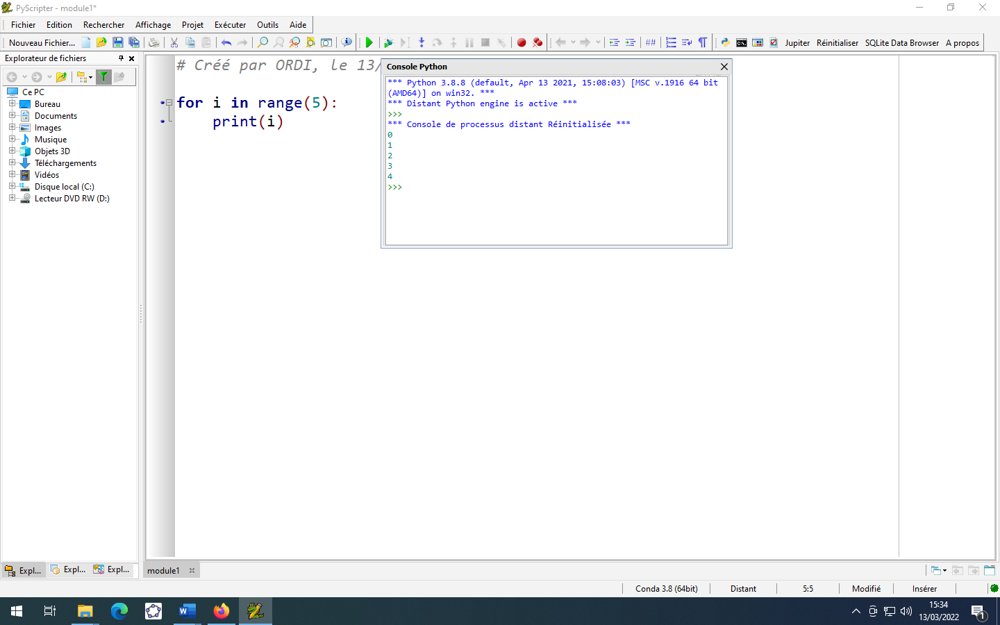 PyScripter - module1*
Fichier Edition Rechercher Affichage Projet Exécuter Outils Aide
Nouveau Fichier... ## C:\ Jupiter Réinitialiser SQLite Data Browser A propos
Explorateur de fichiers
Ce PC
Bureau
Documents
Images
Musique
Objets 3D
Téléchargements
Vidéos
Disque local (C:)
Lecteur DVD RW (D:)
# Créé par ORDI, le 13/
for i in range(5):
print(i)
Console Python
*** Python 3.8.8 (default, Apr 13 2021, 15:08:03) [MSC v.1916 64 bit
(AMD64)] on win32. ***
*** Distant Python engine is active ***
>>>
*** Console de processus distant Réinitialisée ***
0
1
2
3
4
>>>
Expl... Expl... Expl... module1
Conda 3.8 (64bit) Distant 5:5 Modifié Insérer
15:34
13/03/2022
1